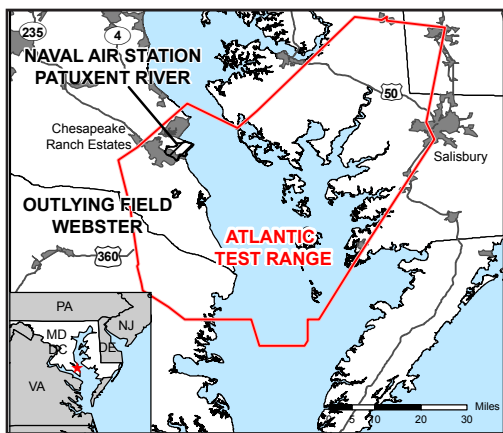 235
4
NAVAL AIR STATION
PATUXENT RIVER
50
Chesapeake
Ranch Estates
Salisbury
OUTLYING FIELD
WEBSTER
ATLANTIC
TEST RANGE
360
PA
MD
NJ
DC
DE
VA
Miles
0 5 10 20 30